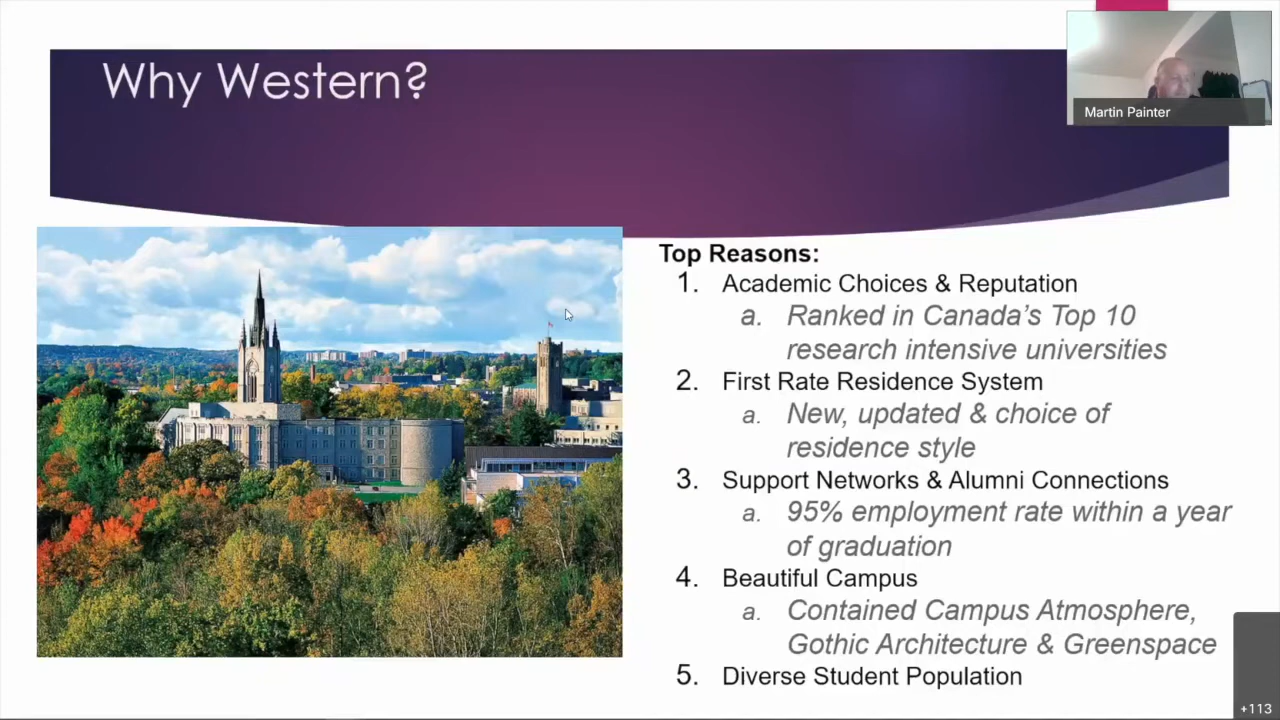 Why Western?
Martin Painter
Top Reasons:
1. Academic Choices & Reputation
a. Ranked in Canada’s Top 10
research intensive universities
2. First Rate Residence System
a. New, updated & choice of
residence style
3. Support Networks & Alumni Connections
a. 95% employment rate within a year
of graduation
4. Beautiful Campus
a. Contained Campus Atmosphere,
Gothic Architecture & Greenspace
5. Diverse Student Population
+113